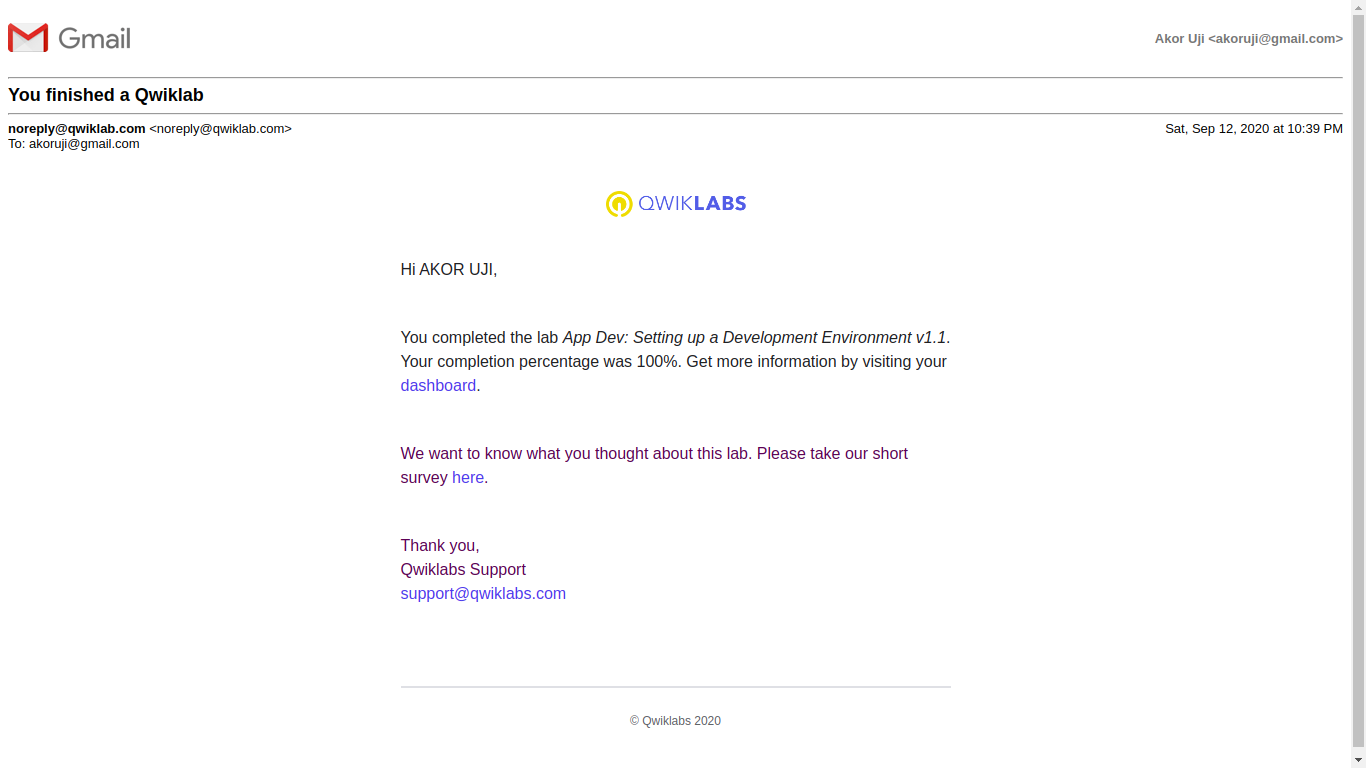 Gmail
Akor Uji <akoruji@gmail.com>
You finished a Qwiklab
noreply@qwiklab.com <noreply@qwiklab.com>
Sat, Sep 12, 2020 at 10:39 PM
To: akoruji@gmail.com
QWIKLABS
Hi AKOR UJI,
You completed the lab App Dev: Setting up a Development Environment v1.1.
Your completion percentage was 100%. Get more information by visiting your
dashboard.
We want to know what you thought about this lab. Please take our short
survey here.
Thank you,
Qwiklabs Support
support@qwiklabs.com
© Qwiklabs 2020